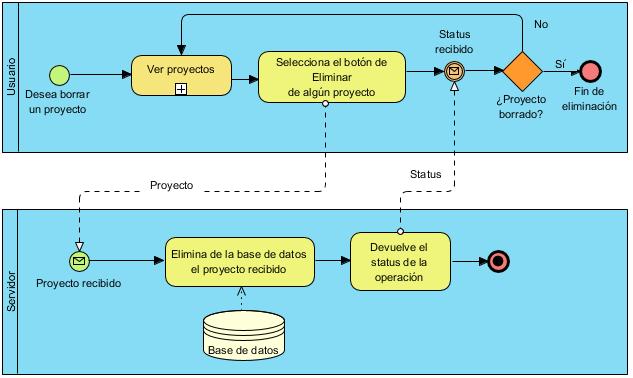 Usuario
Desea borrar
un proyecto
Ver proyectos
Selecciona el botón de
Eliminar
de algún proyecto
Status
recibido
No
¿Proyecto
borrado?
Sí
Fin de
eliminación
Proyecto
Status
Servidor
Proyecto recibido
Elimina de la base de datos
el proyecto recibido
Devuelve el
status de la
operación
Base de datos